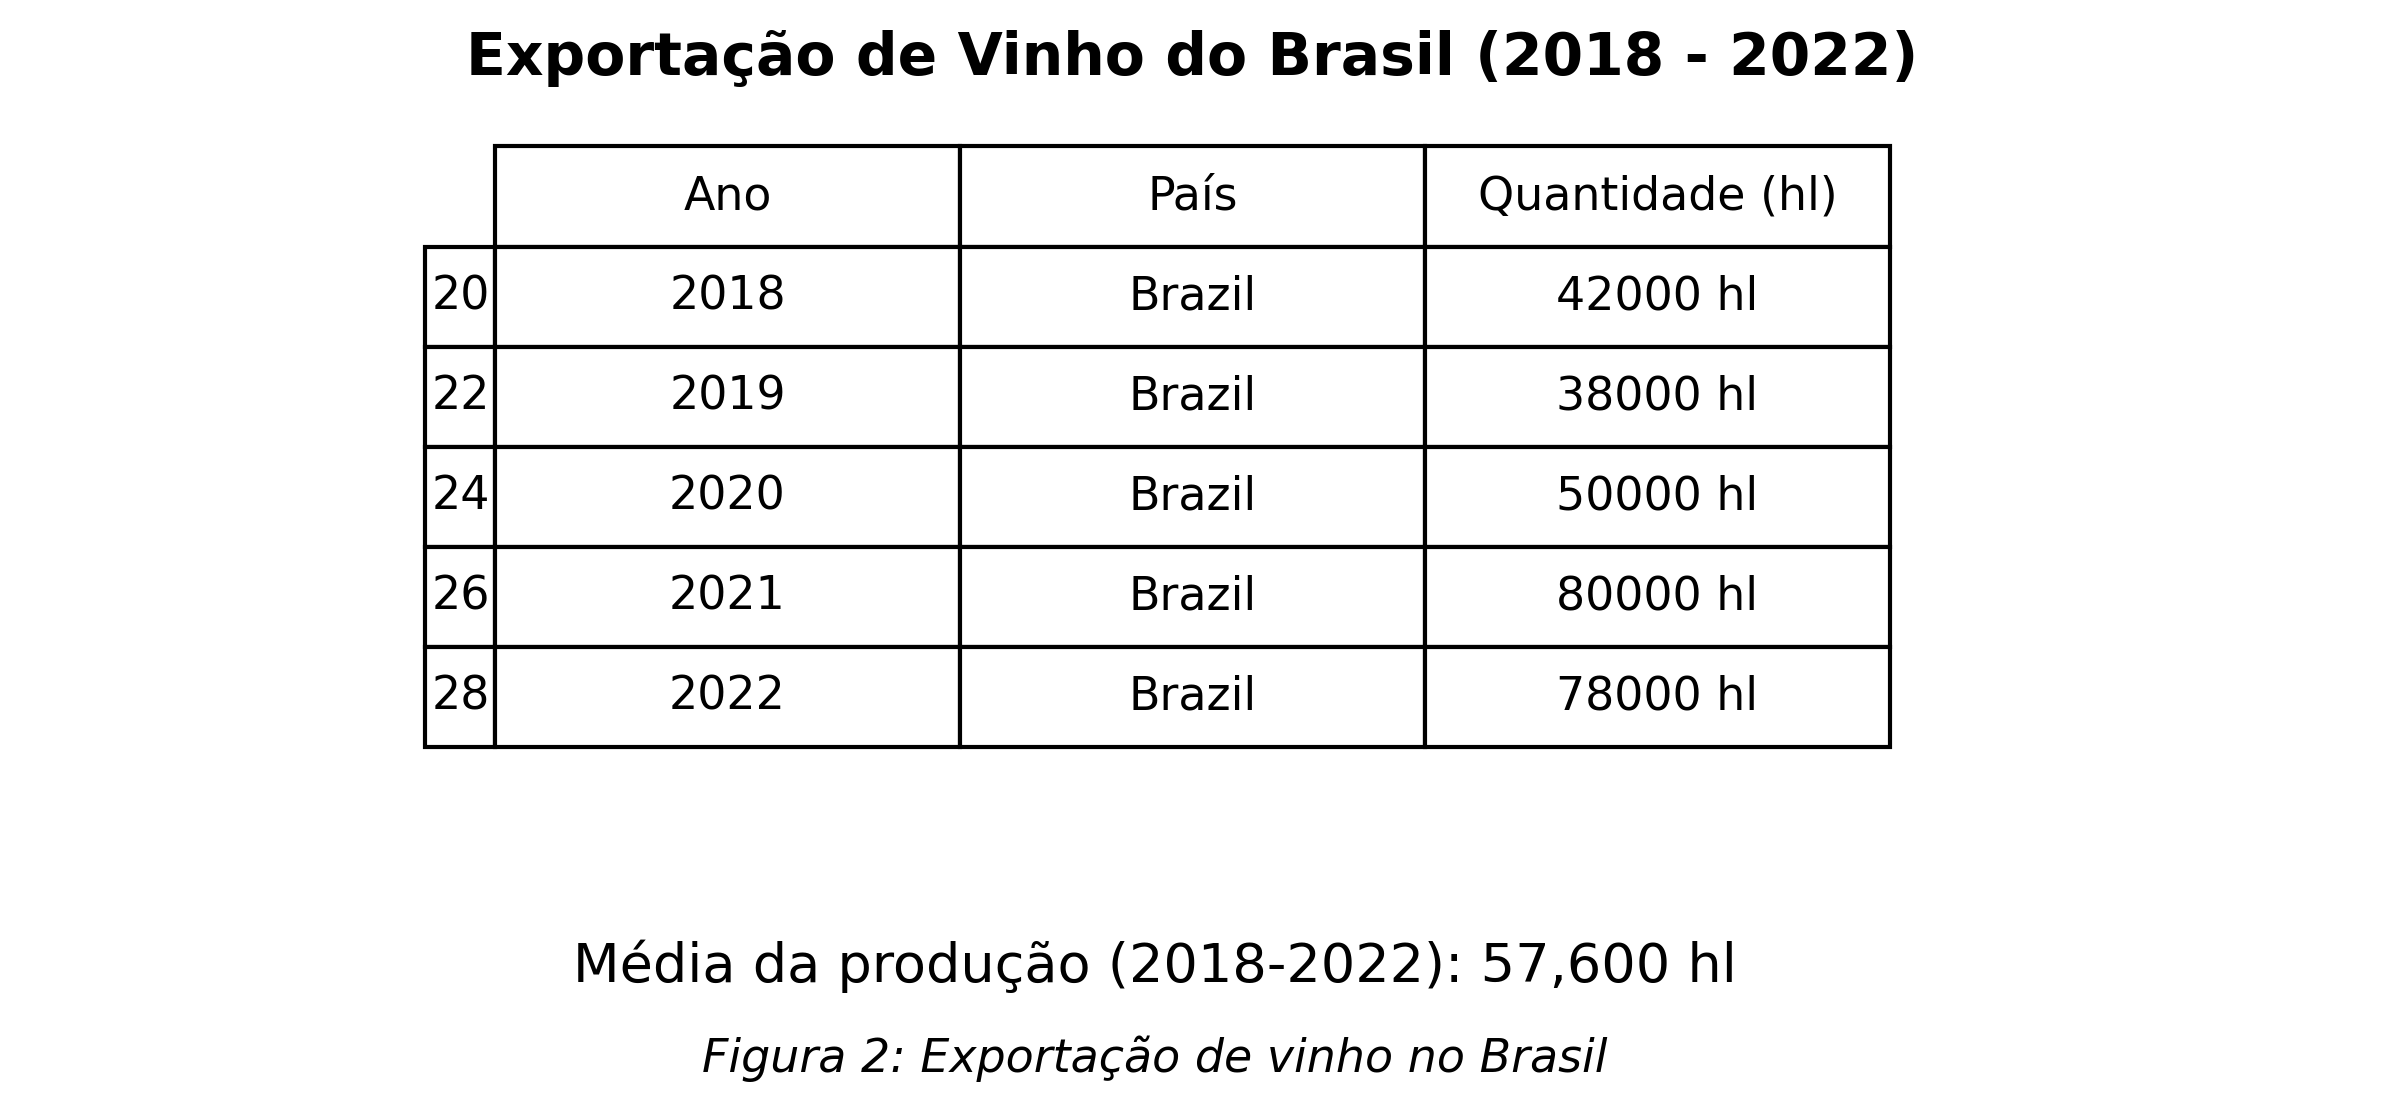 Exportação de Vinho do Brasil (2018 - 2022)
Ano País Quantidade (hl)
20 2018 Brazil 42000 hl
22 2019 Brazil 38000 hl
24 2020 Brazil 50000 hl
26 2021 Brazil 80000 hl
28 2022 Brazil 78000 hl
Média da produção (2018-2022): 57,600 hl
Figura 2: Exportação de vinho no Brasil